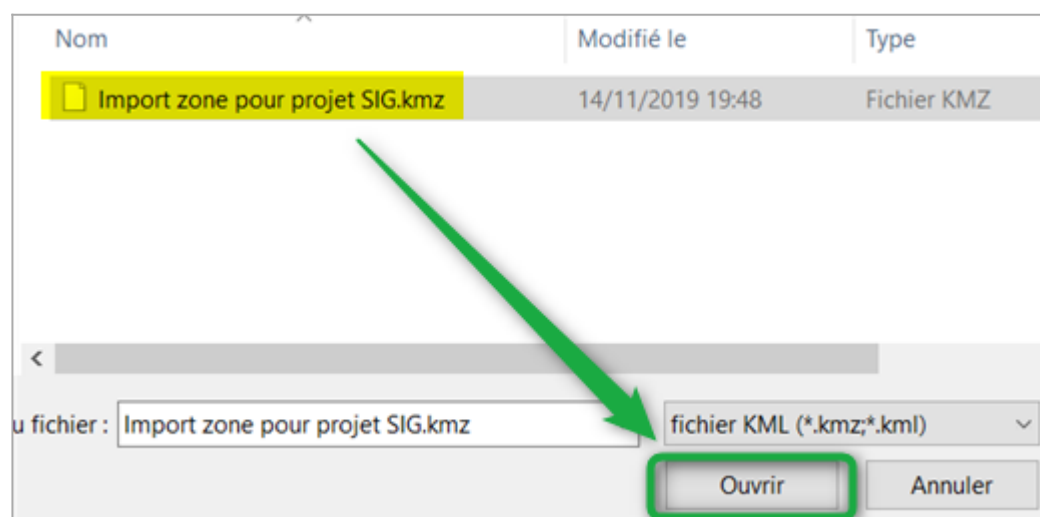 Nom Modifié le Type
Import zone pour projet SIG.kmz 14/11/2019 19:48 Fichier KMZ
u fichier : Import zone pour projet SIG.kmz fichier KML (*.kmz;*.kml)
Ouvrir Annuler